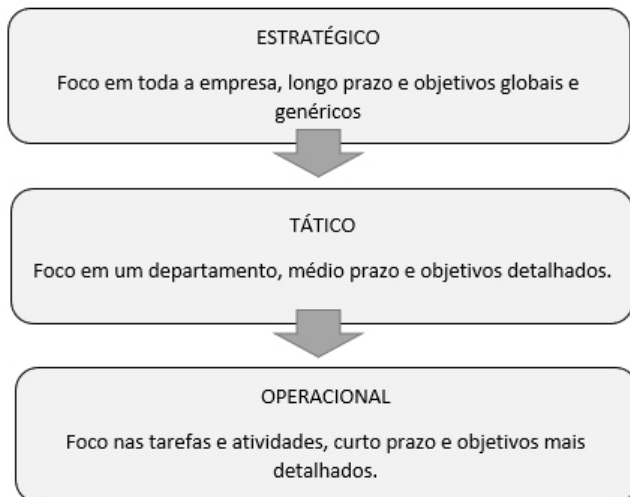 ESTRATÉGICO
Foco em toda a empresa, longo prazo e objetivos globais e
genéricos
TÁTICO
Foco em um departamento, médio prazo e objetivos detalhados.
OPERACIONAL
Foco nas tarefas e atividades, curto prazo e objetivos mais
detalhados.